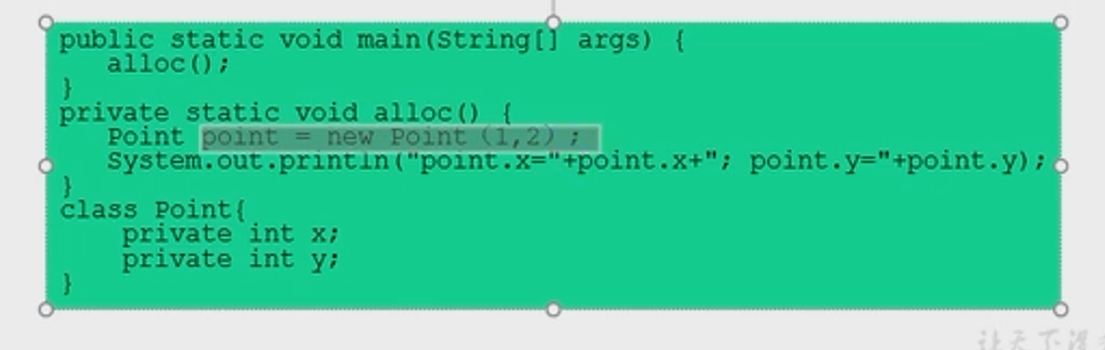 public static void main(String[] args) {
alloc();
}
private static void alloc() {
Point point = new Point (1,2) ;
System.out.println("point.x="+point.x+"; point.y="+point.y);
}
class Point{
private int x;
private int y;
}
让天下没